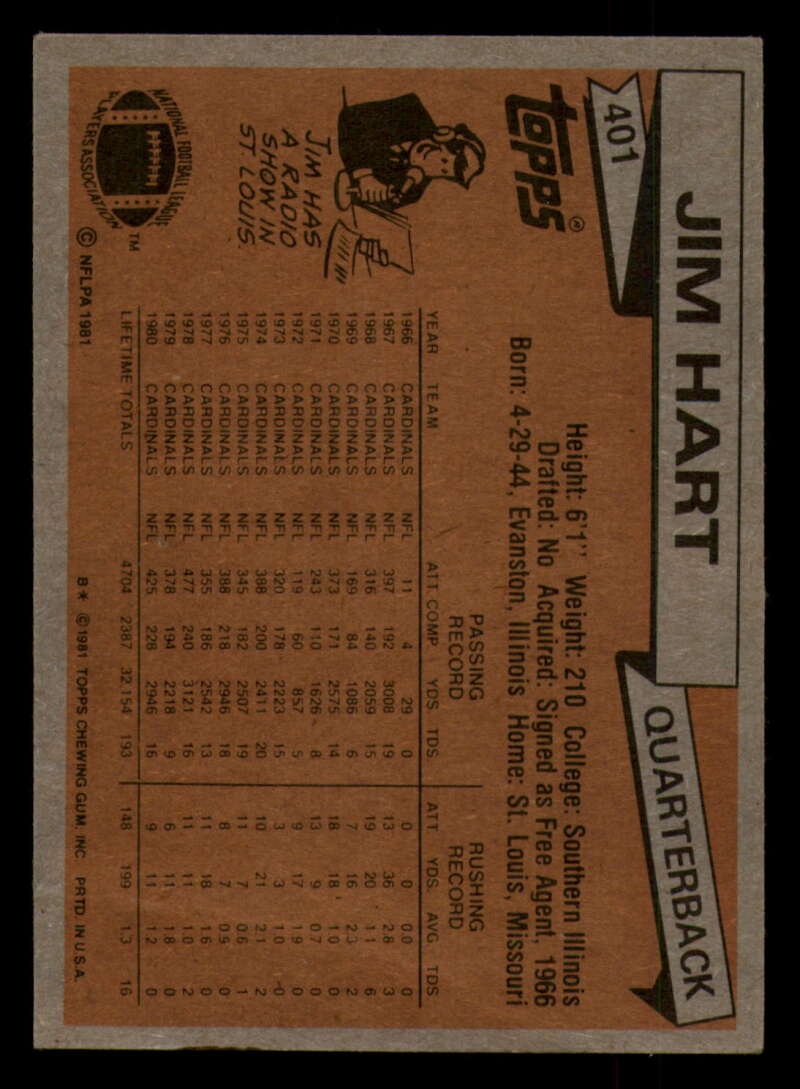 401
JIM HART
QUARTERBACK
TOPPS®
Height: 6'1" Weight: 210 College: Southern Illinois
Drafted: No Acquired: Signed as Free Agent, 1966
Born: 4-29-44, Evanston, Illinois Home: St. Louis, Missouri
JIM HAS
A RADIO
SHOW IN
ST. LOUIS.
PASSING RECORD RUSHING RECORD
YEAR TEAM ATT COMP YDS TDS ATT YDS. AVG TDS
1966 CARDINALS NFL 11 4 29 0 0 0 0.0 0
1967 CARDINALS NFL 397 192 3008 19 13 36 2.8 3
1968 CARDINALS NFL 316 140 2059 15 19 20 1.1 6
1969 CARDINALS NFL 169 84 1086 6 7 16 2.3 2
1970 CARDINALS NFL 373 171 2575 14 18 18 1.0 0
1971 CARDINALS NFL 243 110 1626 8 13 9 0.7 0
1972 CARDINALS NFL 119 60 857 5 9 17 1.9 0
1973 CARDINALS NFL 320 178 2223 15 3 3 1.0 0
1974 CARDINALS NFL 388 200 2411 20 10 21 2.1 2
1975 CARDINALS NFL 345 182 2507 19 11 7 0.6 1
1976 CARDINALS NFL 388 218 2946 18 8 7 0.9 0
1977 CARDINALS NFL 355 186 2542 13 11 18 1.6 0
1978 CARDINALS NFL 477 240 3121 16 11 11 1.0 2
1979 CARDINALS NFL 378 194 2218 9 6 11 1.8 0
1980 CARDINALS NFL 425 228 2946 16 9 11 1.2 0
LIFETIME TOTALS 4704 2387 32,154 193 148 199 1.3 16
NATIONAL FOOTBALL LEAGUE
PLAYERS ASSOCIATION
TM
© NFLPA 1981
B* ©1981 TOPPS CHEWING GUM, INC PRTD. IN U.S.A.